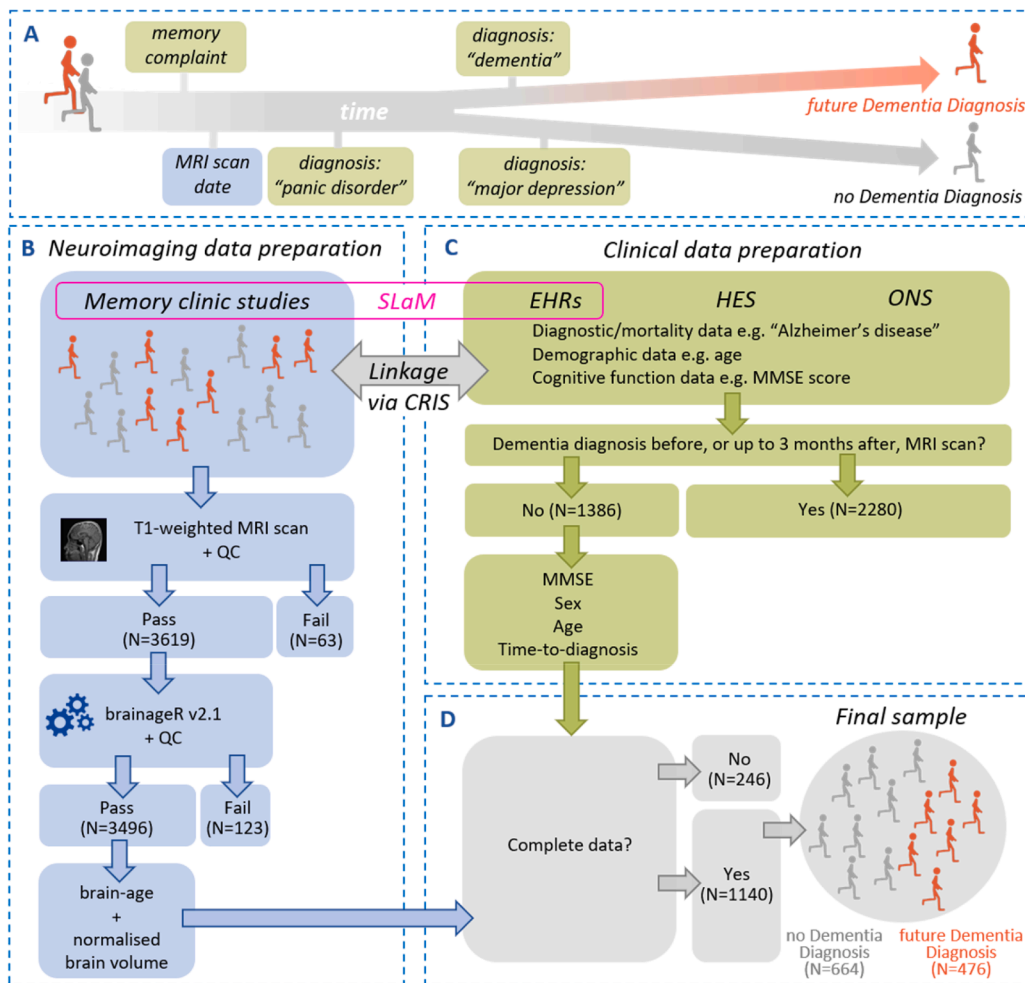 A
memory
complaint
diagnosis:
“dementia”
time
future Dementia Diagnosis
MRI scan
date
diagnosis:
“panic disorder”
diagnosis:
“major depression”
no Dementia Diagnosis
B
Neuroimaging data preparation
Memory clinic studies
SLaM
Linkage
via CRIS
T1-weighted MRI scan
+ QC
Pass
(N=3619)
Fail
(N=63)
brainageR v2.1
+ QC
Pass
(N=3496)
Fail
(N=123)
brain-age
+
normalised
brain volume
C
Clinical data preparation
EHRs
HES
ONS
Diagnostic/mortality data e.g. “Alzheimer’s disease”
Demographic data e.g. age
Cognitive function data e.g. MMSE score
Dementia diagnosis before, or up to 3 months after, MRI scan?
No (N=1386)
Yes (N=2280)
MMSE
Sex
Age
Time-to-diagnosis
D
Final sample
Complete data?
No
(N=246)
Yes
(N=1140)
no Dementia
Diagnosis
(N=664)
future Dementia
Diagnosis
(N=476)